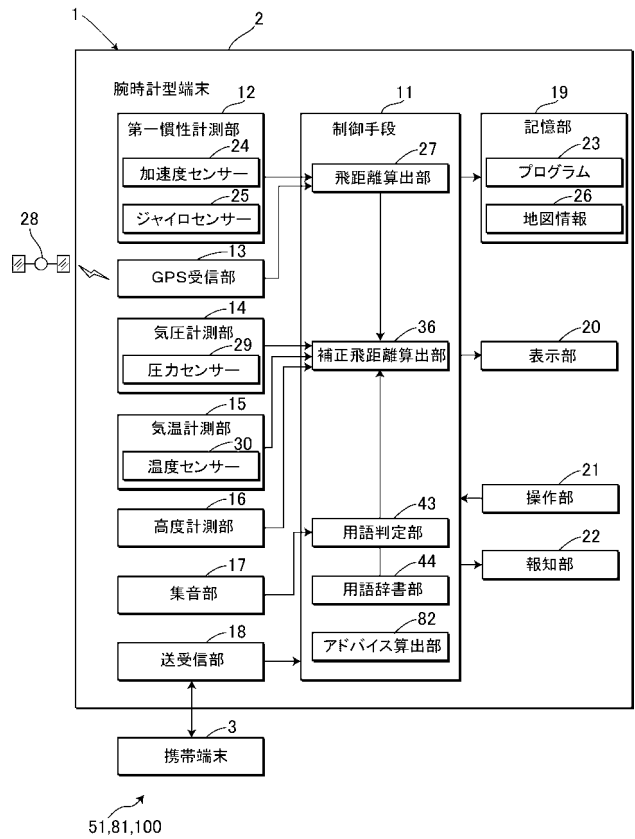 1
2
腕時計型端末
12
第一慣性計測部
24
加速度センサー
25
ジャイロセンサー
28
13
GPS受信部
14
気圧計測部
29
圧力センサー
15
気温計測部
30
温度センサー
16
高度計測部
17
集音部
18
送受信部
11
制御手段
27
飛距離算出部
36
補正飛距離算出部
43
用語判定部
44
用語辞書部
82
アドバイス算出部
19
記憶部
23
プログラム
26
地図情報
20
表示部
21
操作部
22
報知部
3
携帯端末
51,81,100